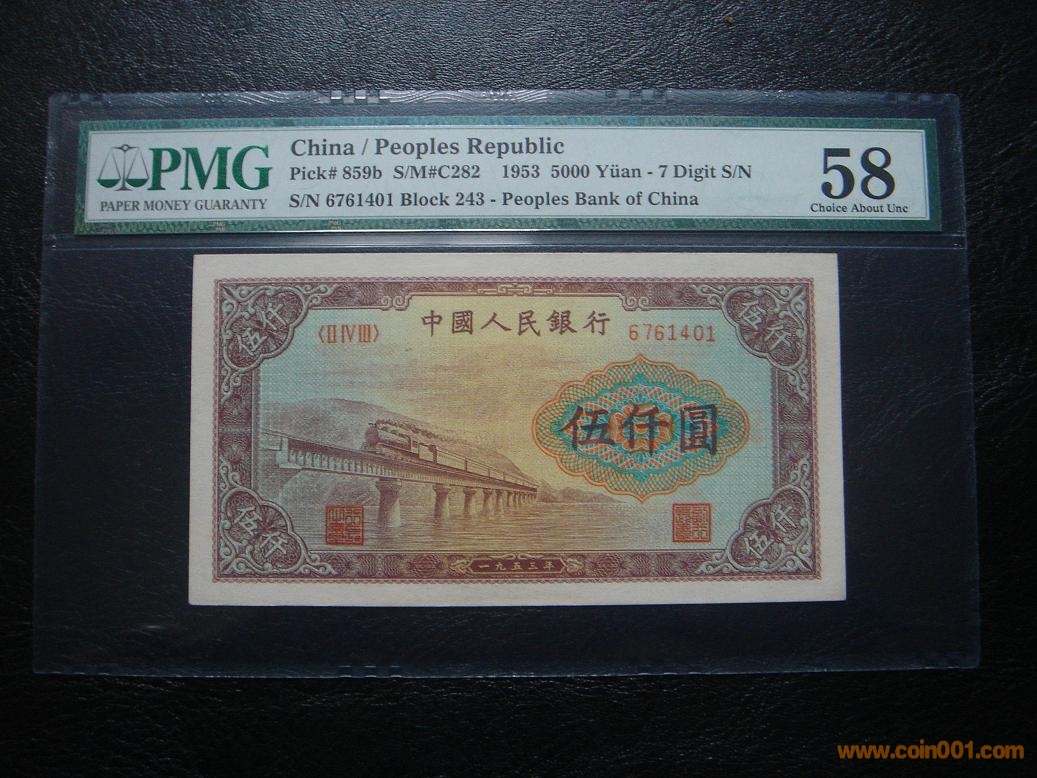 China / Peoples Republic
PMG
PAPER MONEY GUARANTY
Pick# 859b S/M#C282 1953 5000 Yüan - 7 Digit S/N
S/N 6761401 Block 243 - Peoples Bank of China
58
Choice About Unc
伍仟
伍仟
中國人民銀行
〈II IV III〉
6761401
伍仟圓
伍仟
伍仟
一九五三年
www.coin001.com